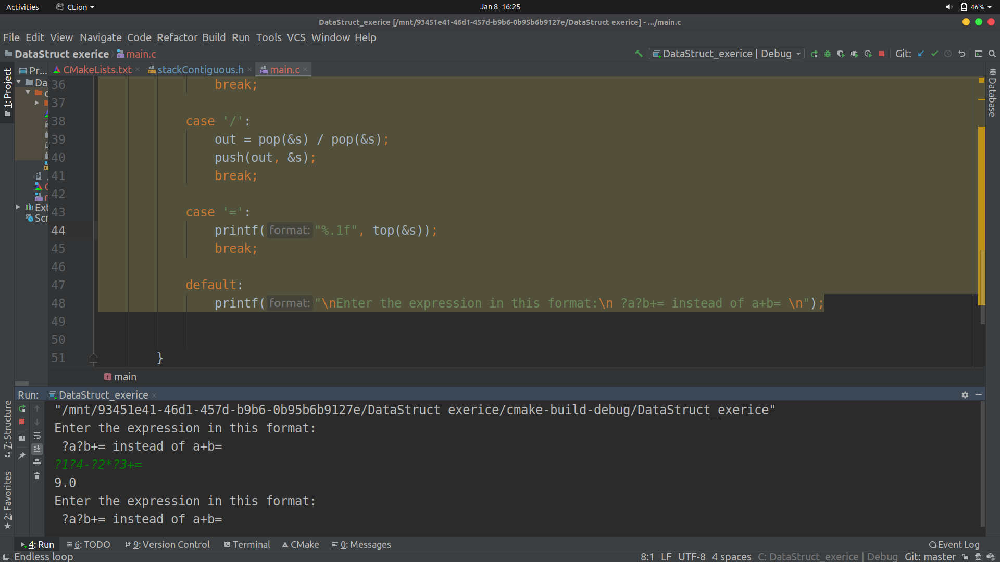 Activities CLion Jan 8 16:25 46%
DataStruct_exerice [/mnt/93451e41-46d1-457d-b9b6-0b95b6b9127e/DataStruct exerice] - .../main.c
File Edit View Navigate Code Refactor Build Run Tools VCS Window Help
DataStruct exerice main.c DataStruct_exerice | Debug Git:
1: Project Pr... CMakeLists.txt stackContiguous.h main.c Database
Da
Ext
Scr
36 break;
37
38 case '/':
39 out = pop(&s) / pop(&s);
40 push(out, &s);
41 break;
42
43 case '=':
44 printf( format: "%.1f", top(&s));
45 break;
46
47 default:
48 printf( format: "\nEnter the expression in this format:\n ?a?b+= instead of a+b= \n");
49
50
51 }
main
Run: DataStruct_exerice
7: Structure
2: Favorites
"/mnt/93451e41-46d1-457d-b9b6-0b95b6b9127e/DataStruct exerice/cmake-build-debug/DataStruct_exerice"
Enter the expression in this format:
?a?b+= instead of a+b=
?1?4-?2*?3+=
9.0
Enter the expression in this format:
?a?b+= instead of a+b=
4: Run 6: TODO 9: Version Control Terminal CMake 0: Messages Event Log
Endless loop 8:1 LF UTF-8 4 spaces C: DataStruct_exerice | Debug Git: master